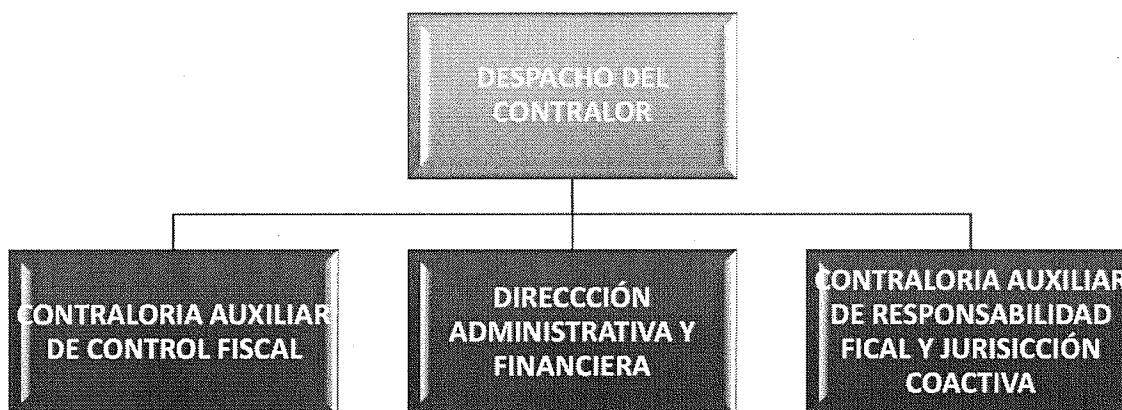 DESPACHO DEL
CONTRALOR
CONTRALORIA AUXILIAR
DE CONTROL FISCAL
DIRECCCIÓN
ADMINISTRATIVA Y
FINANCIERA
CONTRALORIA AUXILIAR
DE RESPONSABILIDAD
FICAL Y JURISICCIÓN
COACTIVA